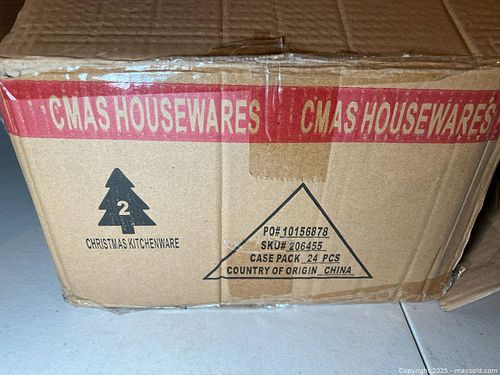 CMAS HOUSEWARES CMAS HOUSEWARES
2
CHRISTMAS KITCHENWARE
PO# 10156878
SKU# 206455
CASE PACK 24 PCS
COUNTRY OF ORIGIN CHINA
Copyright 2025 - maxsold.com